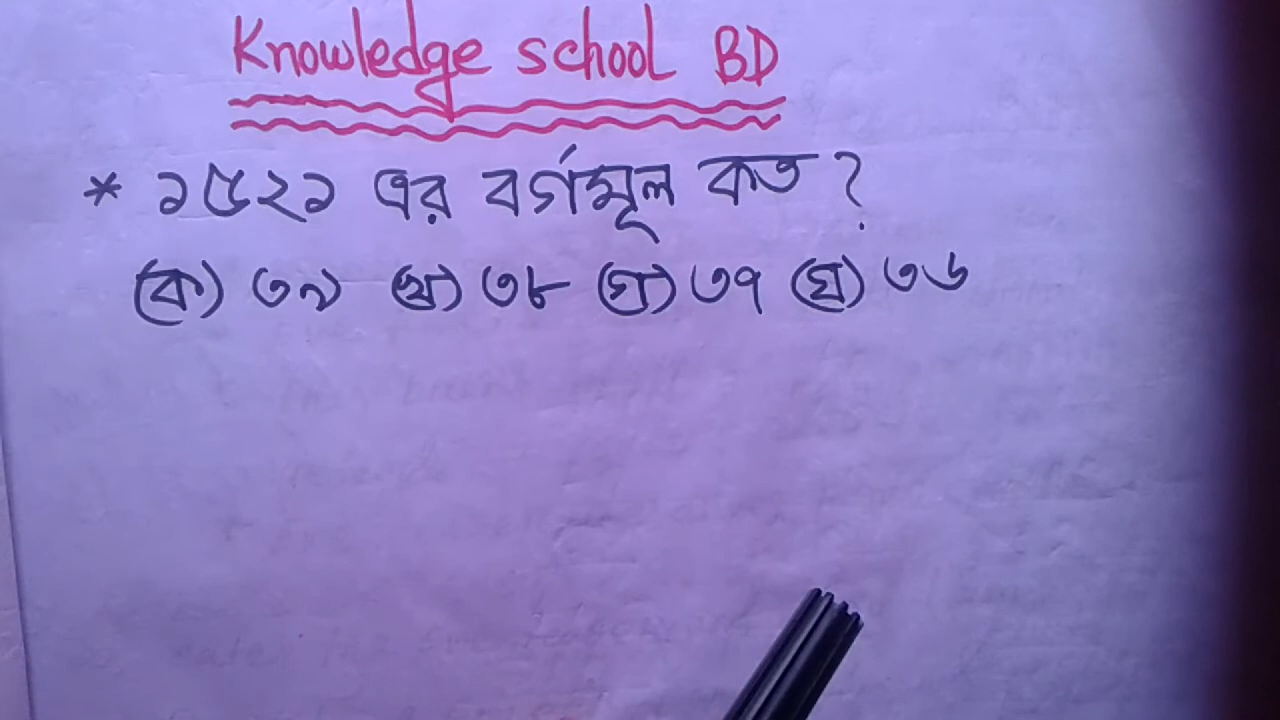 Knowledge school BD
* ১৫২১ এর বর্গমূল কত ?
(ক) ৩৯ (খ) ৩৮ (গ) ৩৭ (ঘ) ৩৬